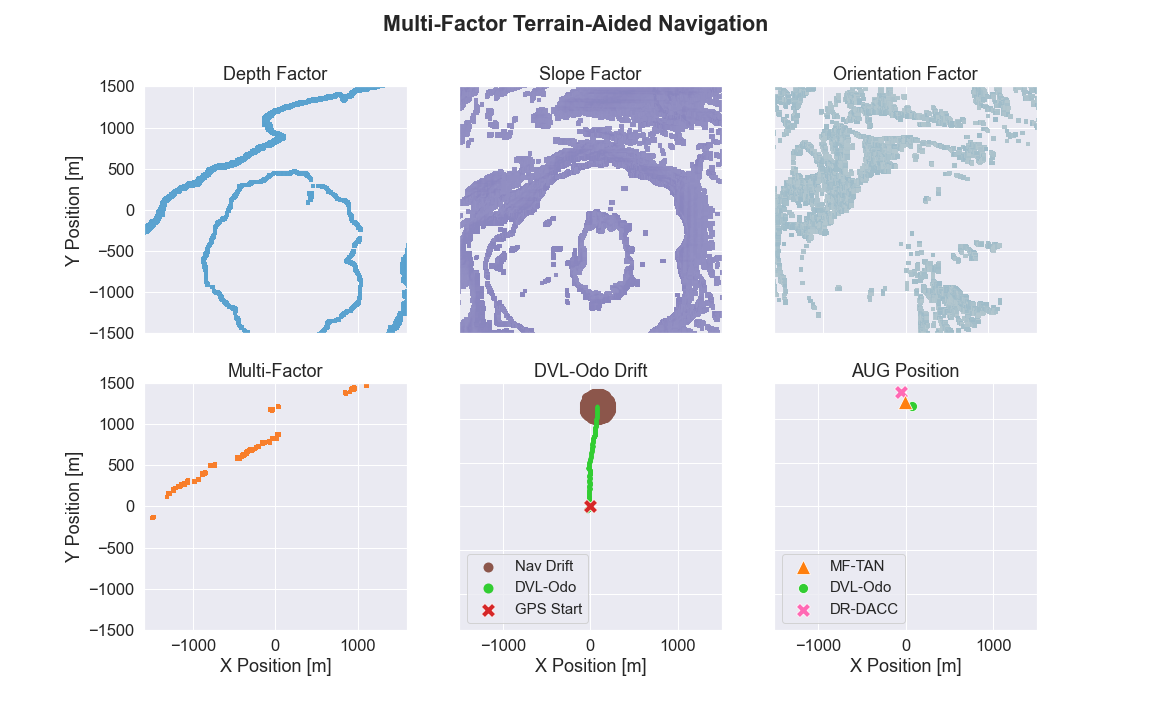 Multi-Factor Terrain-Aided Navigation
Depth Factor
Slope Factor
Orientation Factor
1500
1000
500
0
−500
−1000
−1500
Y Position [m]
Multi-Factor
DVL-Odo Drift
AUG Position
1500
1000
500
0
−500
−1000
−1500
Y Position [m]
Nav Drift
DVL-Odo
GPS Start
MF-TAN
DVL-Odo
DR-DACC
−1000 0 1000
−1000 0 1000
−1000 0 1000
X Position [m]
X Position [m]
X Position [m]